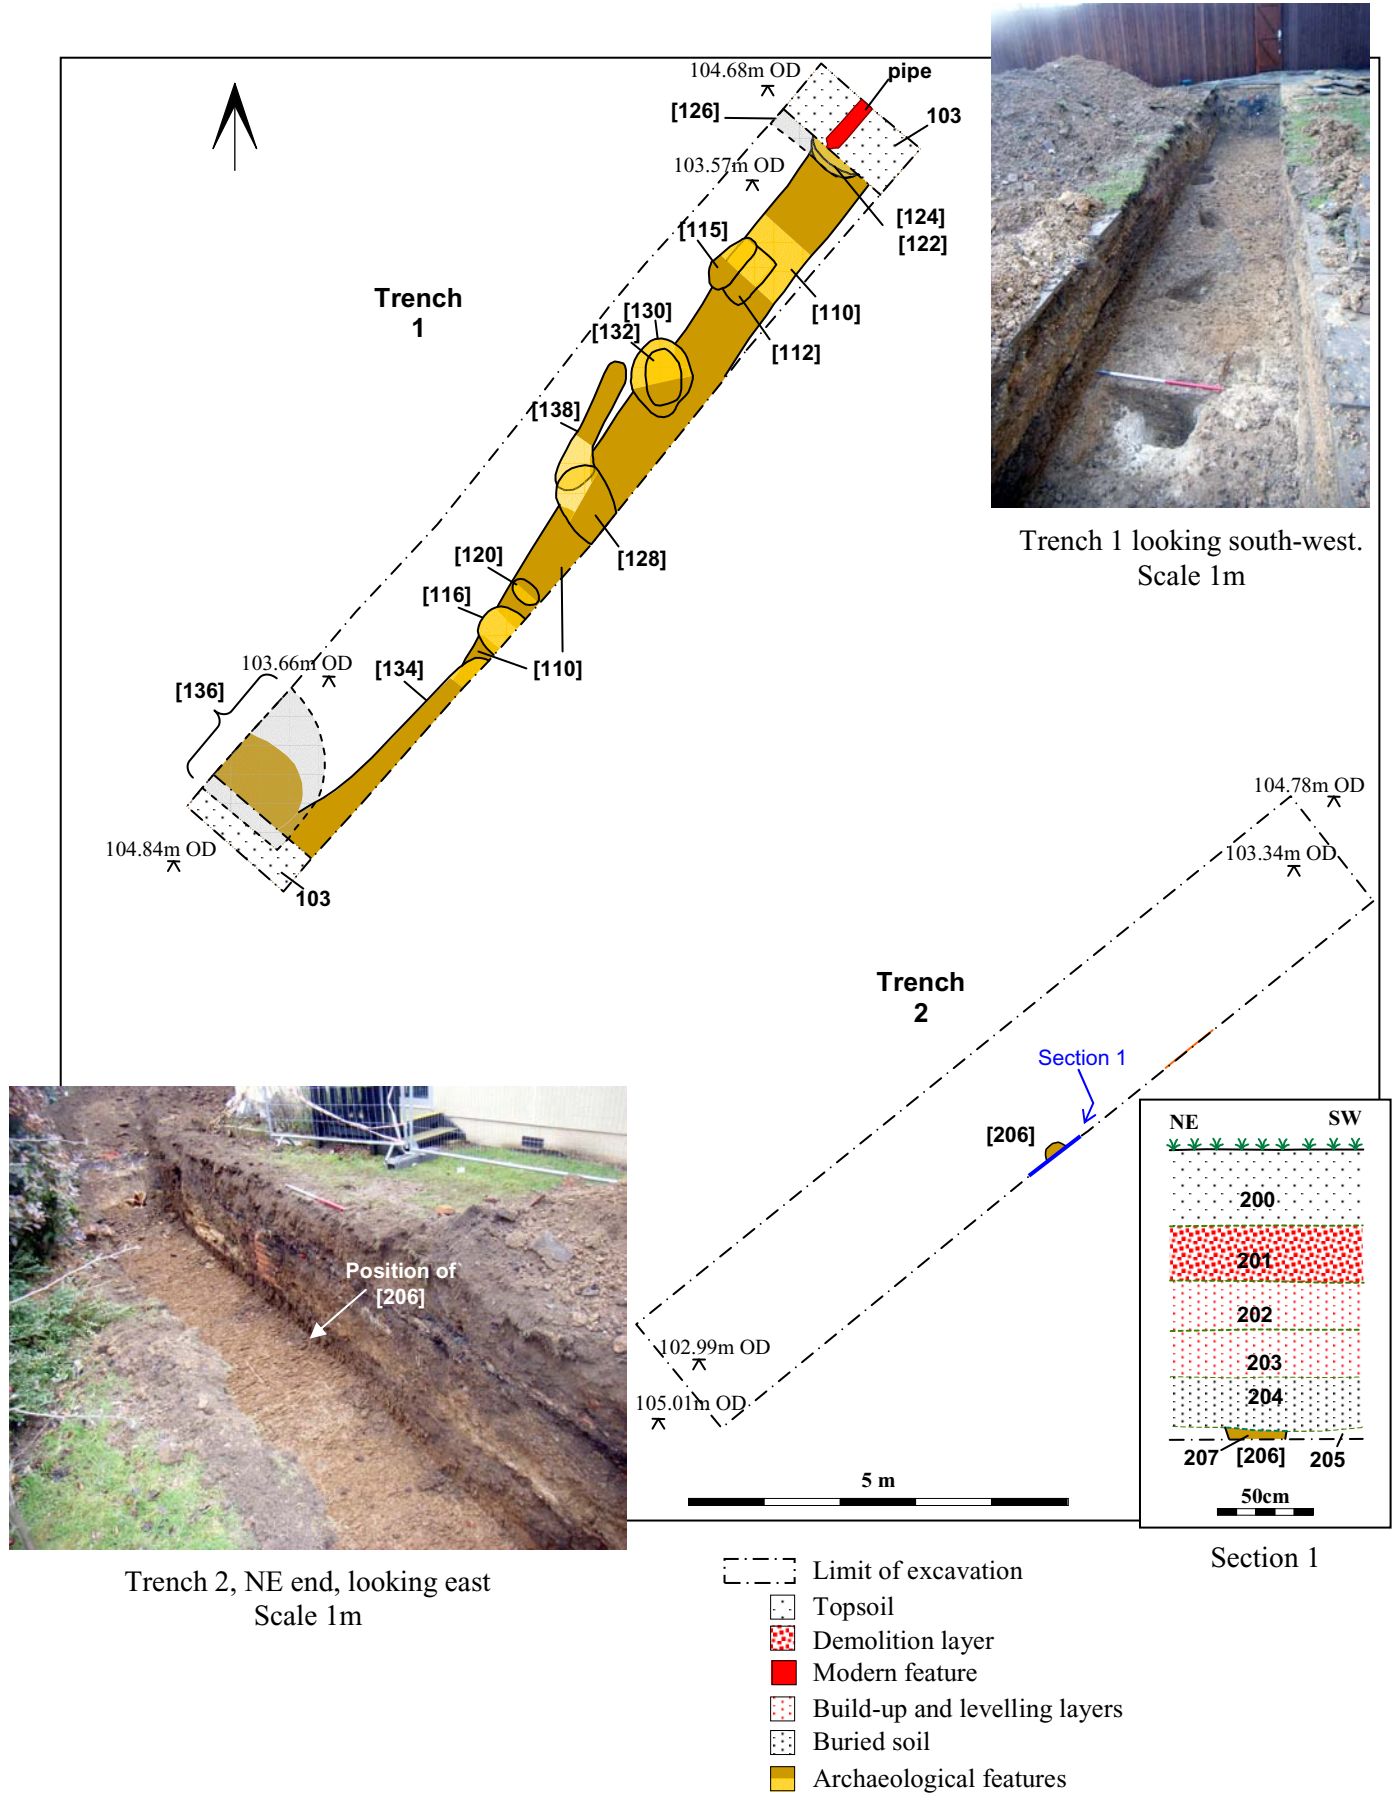 104.68m OD
pipe
[126]
103
103.57m OD
[124]
[122]
[115]
[110]
[112]
Trench
1
[130]
[132]
[138]
[128]
[120]
[116]
[110]
[134]
103.66m OD
[136]
104.84m OD
103
Trench 1 looking south-west.
Scale 1m
104.78m OD
103.34m OD
Trench
2
Section 1
[206]
102.99m OD
105.01m OD
5 m
Position of
[206]
Trench 2, NE end, looking east
Scale 1m
NE
SW
200
201
202
203
204
207
[206]
205
50cm
Section 1
Limit of excavation
Topsoil
Demolition layer
Modern feature
Build-up and levelling layers
Buried soil
Archaeological features